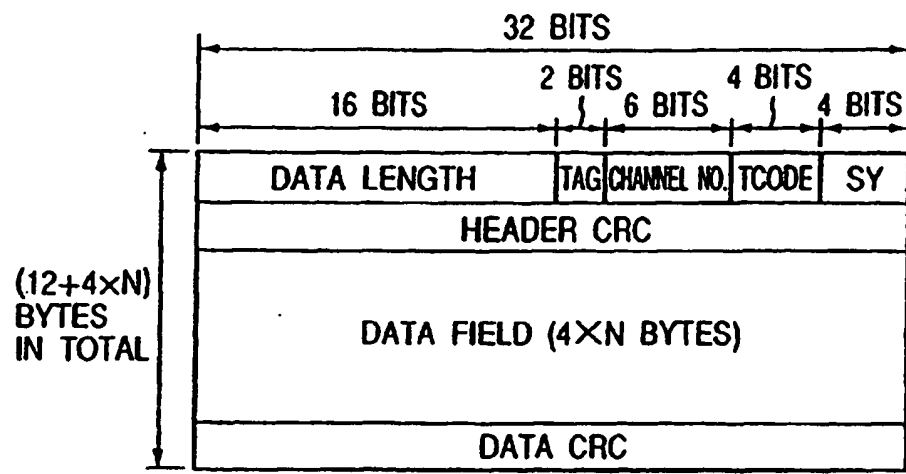 32 BITS
2 BITS 4 BITS
16 BITS 6 BITS 4 BITS
DATA LENGTH TAG CHANNEL NO. TCODE SY
HEADER CRC
(12+4×N)
BYTES
IN TOTAL
DATA FIELD (4×N BYTES)
DATA CRC